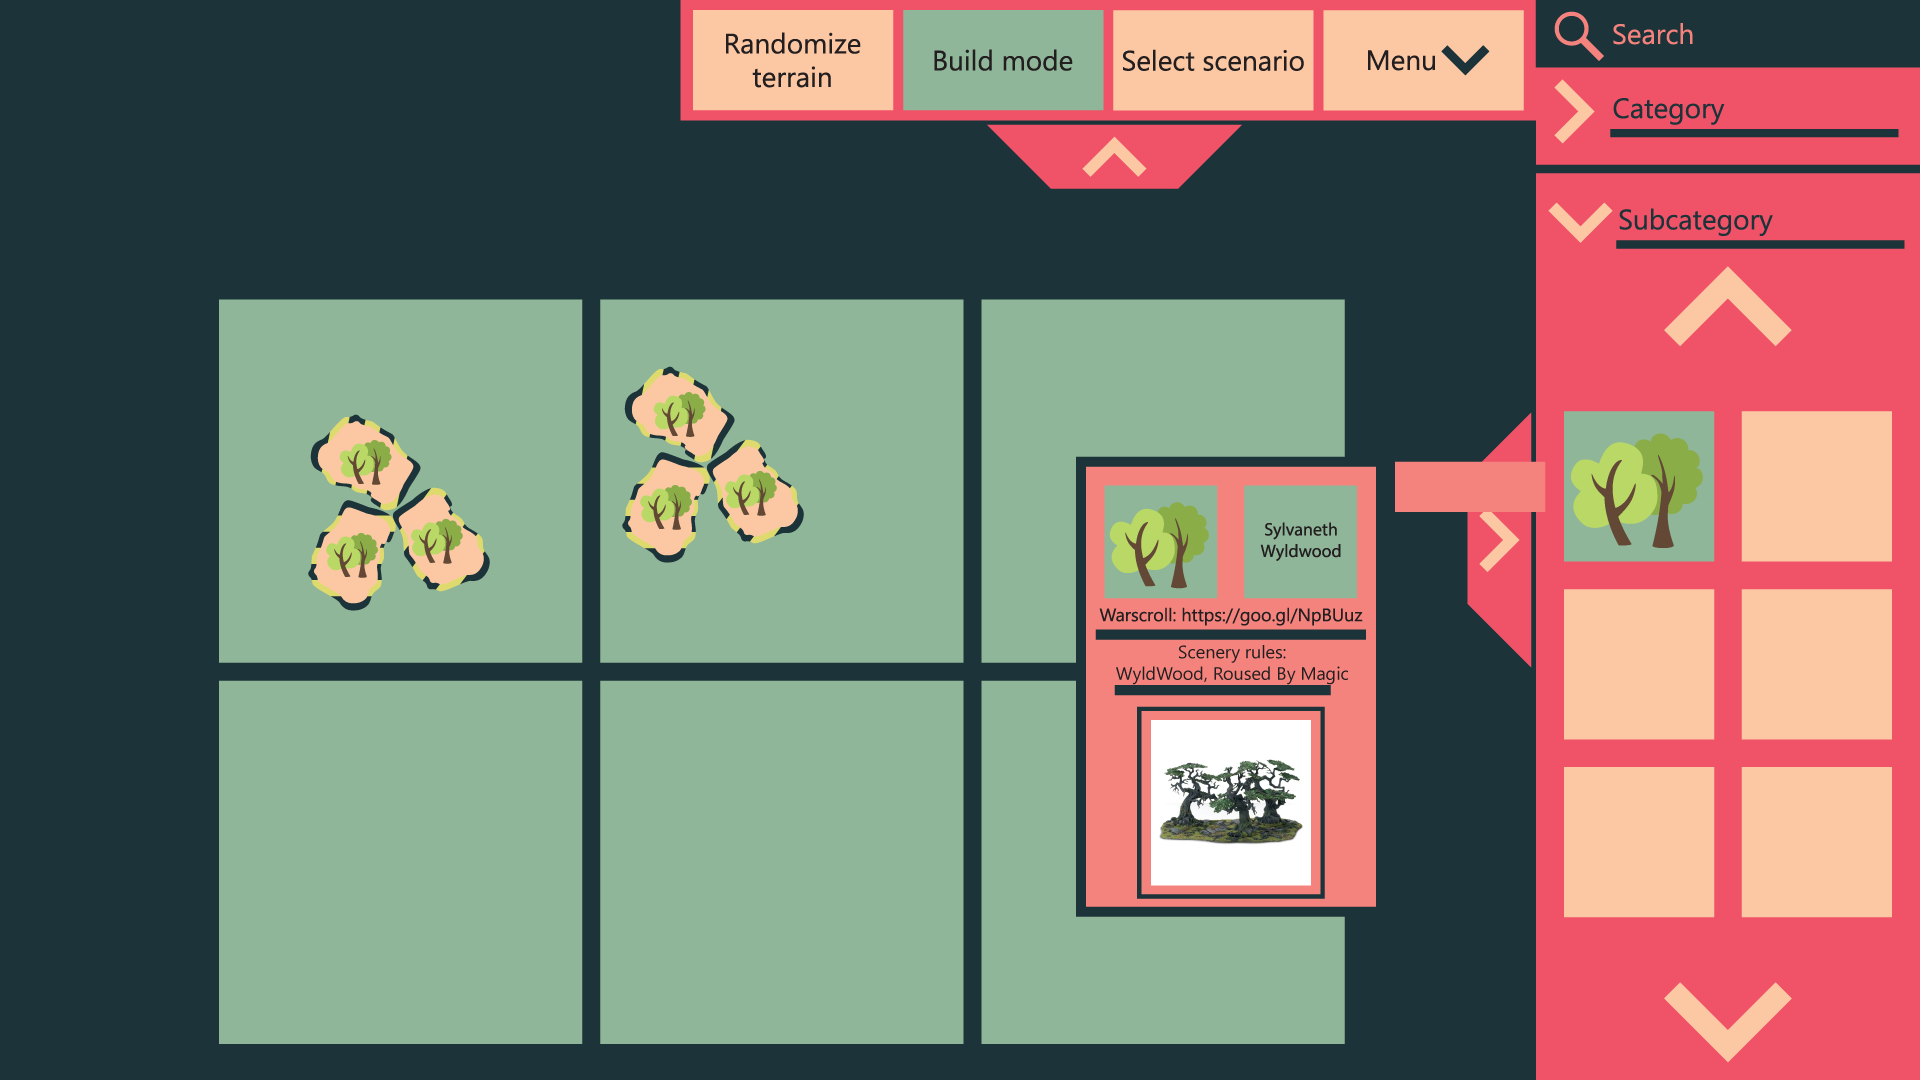 Randomize
terrain
Build mode
Select scenario
Menu
Search
Category
Subcategory
Sylvaneth
Wyldwood
Warscroll: https://goo.gl/NpBUuz
Scenery rules:
WyldWood, Roused By Magic